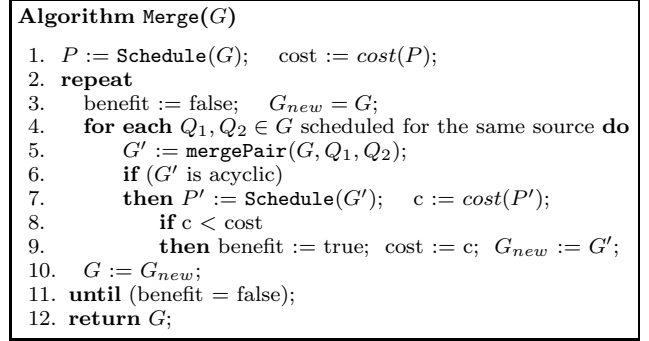 Algorithm Merge(G)
1. P := Schedule(G); cost := cost(P);
2. repeat
3. benefit := false; G_new = G;
4. for each Q_1, Q_2 ∈ G scheduled for the same source do
5. G′ := mergePair(G, Q_1, Q_2);
6. if (G′ is acyclic)
7. then P′ := Schedule(G′); c := cost(P′);
8. if c < cost
9. then benefit := true; cost := c; G_new := G′;
10. G := G_new;
11. until (benefit = false);
12. return G;